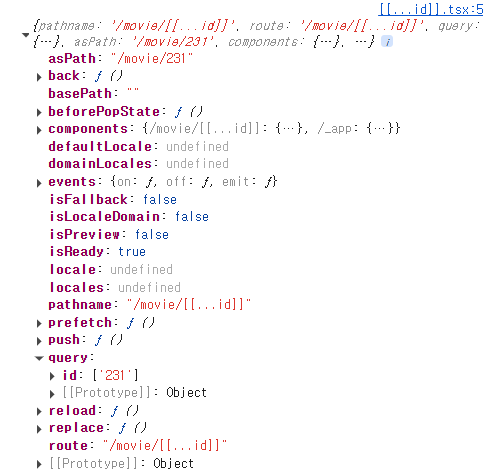 [[...id]].tsx:5
{pathname: '/movie/[[...id]]', route: '/movie/[[...id]]', query:
{…}, asPath: '/movie/231', components: {…}, …} i
asPath: "/movie/231"
back: ƒ ()
basePath: ""
beforePopState: ƒ ()
components: {/movie/[[...id]]: {…}, /_app: {…}}
defaultLocale: undefined
domainLocales: undefined
events: {on: ƒ, off: ƒ, emit: ƒ}
isFallback: false
isLocaleDomain: false
isPreview: false
isReady: true
locale: undefined
locales: undefined
pathname: "/movie/[[...id]]"
prefetch: ƒ ()
push: ƒ ()
query:
id: ['231']
[[Prototype]]: Object
reload: ƒ ()
replace: ƒ ()
route: "/movie/[[...id]]"
[[Prototype]]: Object